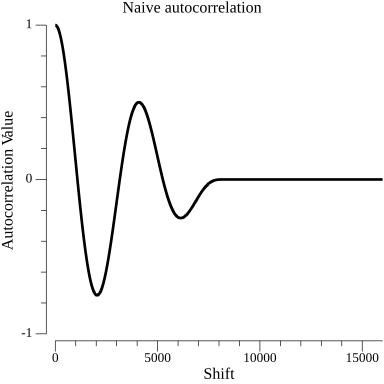 Naive autocorrelation
Autocorrelation Value
1
0
-1
0
5000
10000
15000
Shift